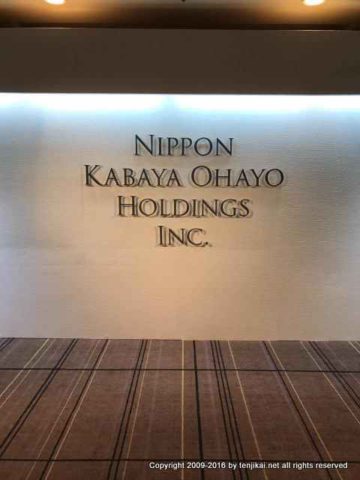 NIPPON
KABAYA OHAYO
HOLDINGS
INC.
Copyright 2009-2016 by tenjikai.net all rights reserved